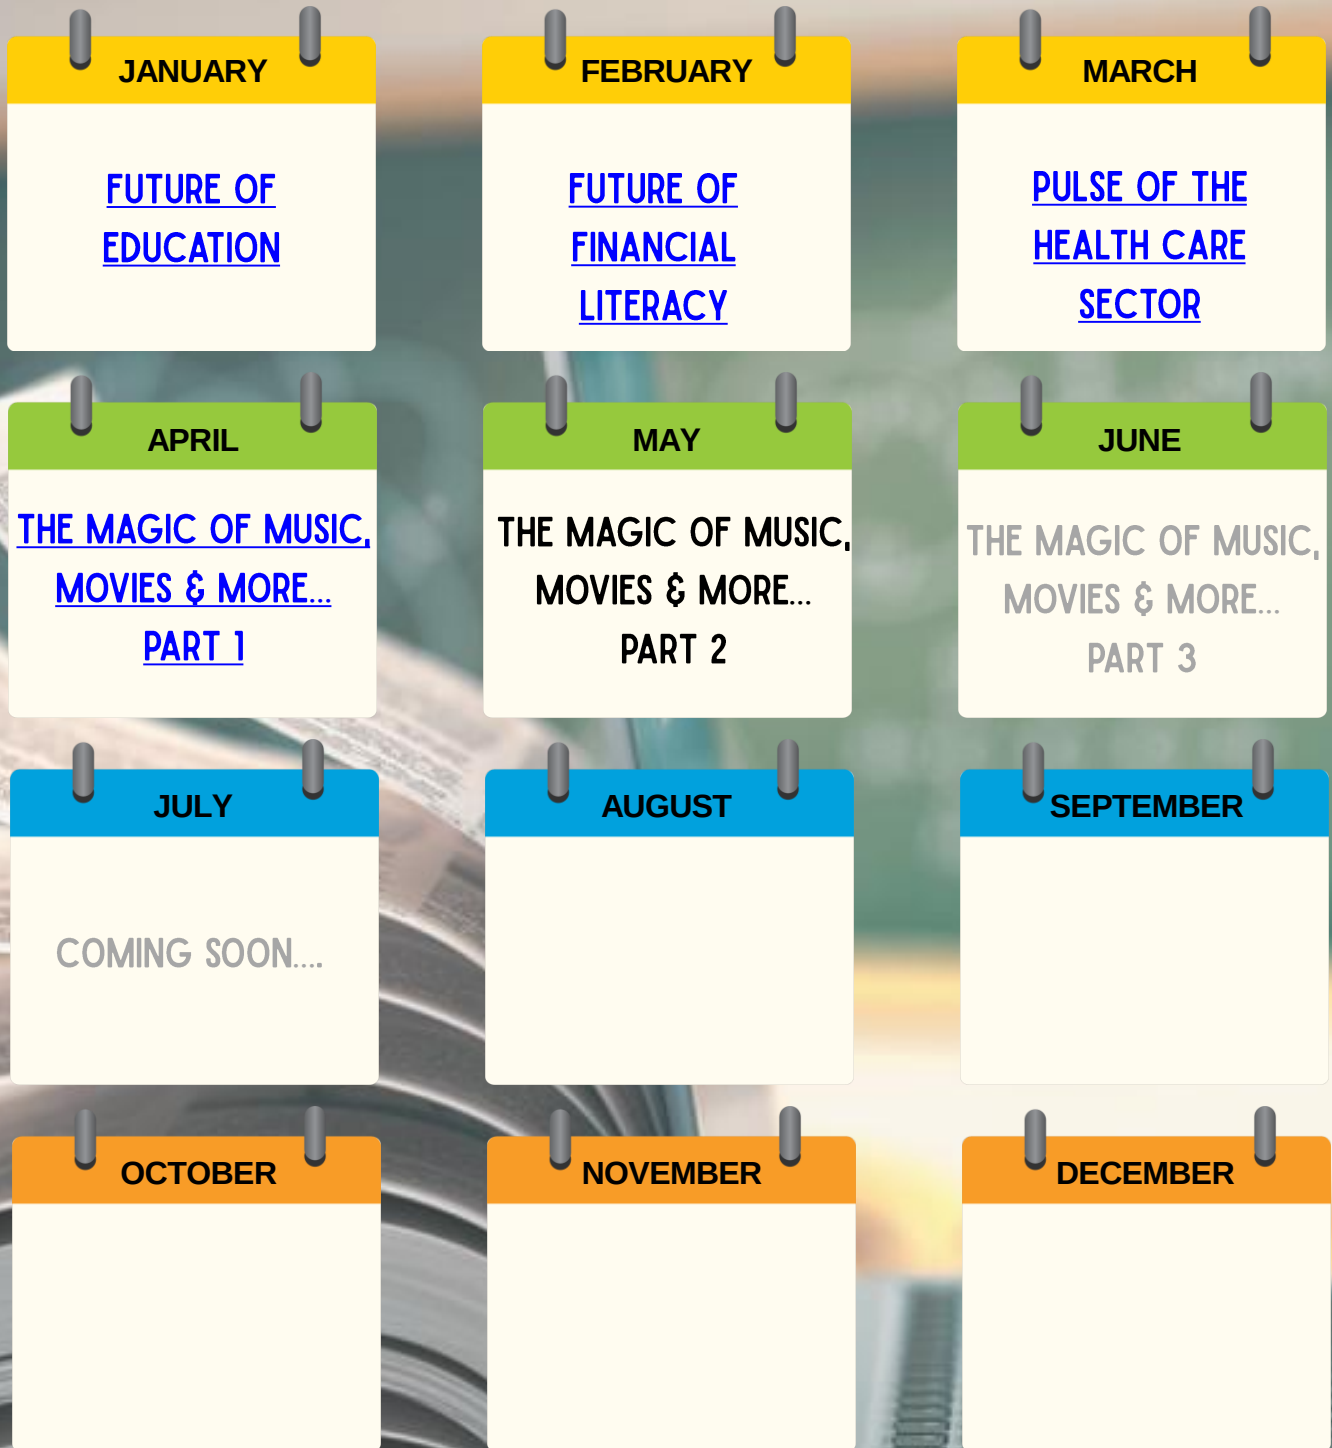 JANUARY
FUTURE OF
EDUCATION
FEBRUARY
FUTURE OF
FINANCIAL
LITERACY
MARCH
PULSE OF THE
HEALTH CARE
SECTOR
APRIL
THE MAGIC OF MUSIC,
MOVIES & MORE...
PART 1
MAY
THE MAGIC OF MUSIC,
MOVIES & MORE...
PART 2
JUNE
THE MAGIC OF MUSIC,
MOVIES & MORE...
PART 3
JULY
COMING SOON....
AUGUST
SEPTEMBER
OCTOBER
NOVEMBER
DECEMBER